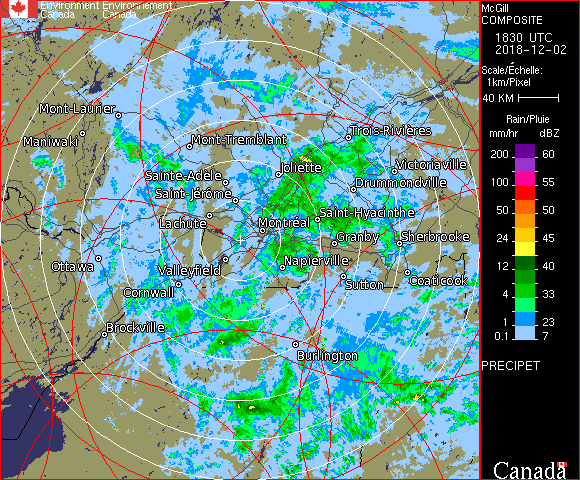 Environment Environnement
Canada Canada
McGill
COMPOSITE
1830 UTC
2018-12-02
Scale/Échelle:
1km/Pixel
40 KM
Rain/Pluie
mm/hr dBZ
200 60
100 55
75 53
50 50
24 45
12 40
4 33
1 23
0.1 7
PRECIPET
Canada
Mont-Laurier
Maniwaki
Mont-Tremblant
Trois-Rivières
Joliette
Victoriaville
Sainte-Adèle
Drummondville
Saint-Jérôme
Lachute
Saint-Hyacinthe
Montréal
Granby
Sherbrooke
Ottawa
Valleyfield
Napierville
Cornwall
Sutton
Coaticook
Brockville
Burlington